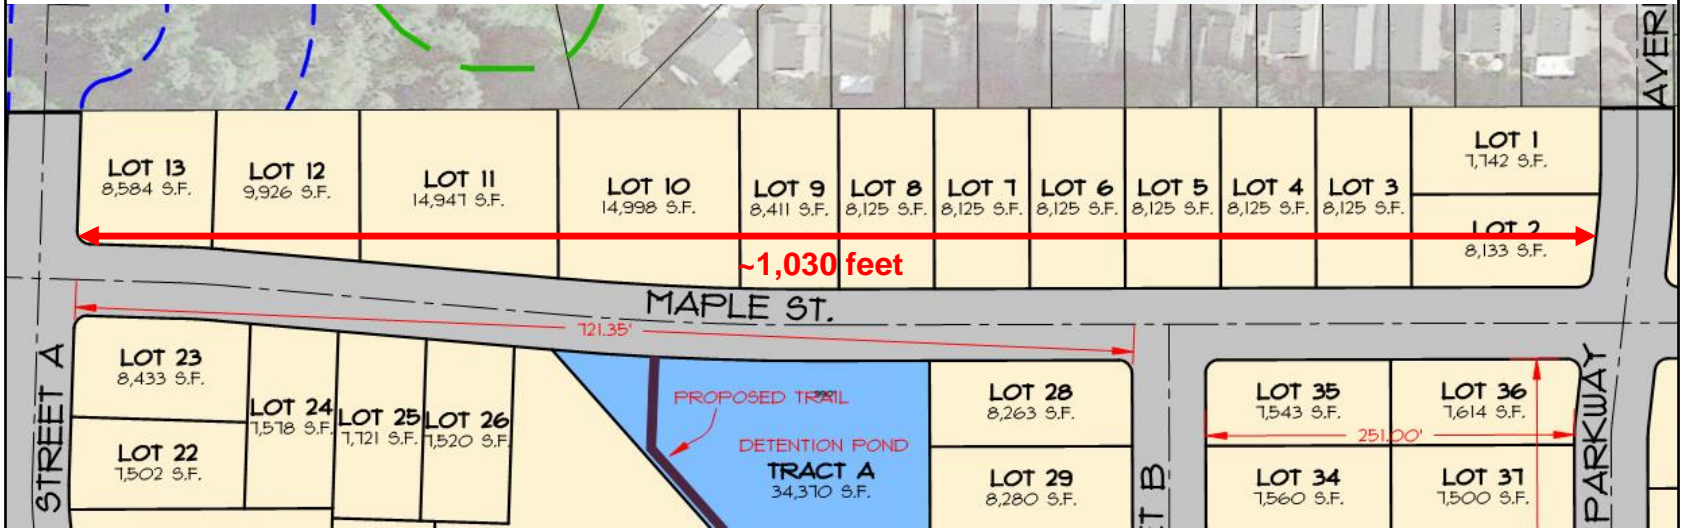 AVERI
LOT 13
8,584 S.F.
LOT 12
9,926 S.F.
LOT 11
14,947 S.F.
LOT 10
14,998 S.F.
LOT 9
8,411 S.F.
LOT 8
8,125 S.F.
LOT 7
8,125 S.F.
LOT 6
8,125 S.F.
LOT 5
8,125 S.F.
LOT 4
8,125 S.F.
LOT 3
8,125 S.F.
LOT 1
7,742 S.F.
LOT 2
8,133 S.F.
~1,030 feet
MAPLE ST.
721.35'
STREET A
LOT 23
8,433 S.F.
LOT 24
7,578 S.F.
LOT 25
7,721 S.F.
LOT 26
7,520 S.F.
LOT 22
7,502 S.F.
PROPOSED TRAIL
DETENTION POND
TRACT A
34,370 S.F.
LOT 28
8,263 S.F.
LOT 29
8,280 S.F.
ET B
LOT 35
7,543 S.F.
LOT 36
7,614 S.F.
251.00'
LOT 34
7,560 S.F.
LOT 37
7,500 S.F.
PARKWAY